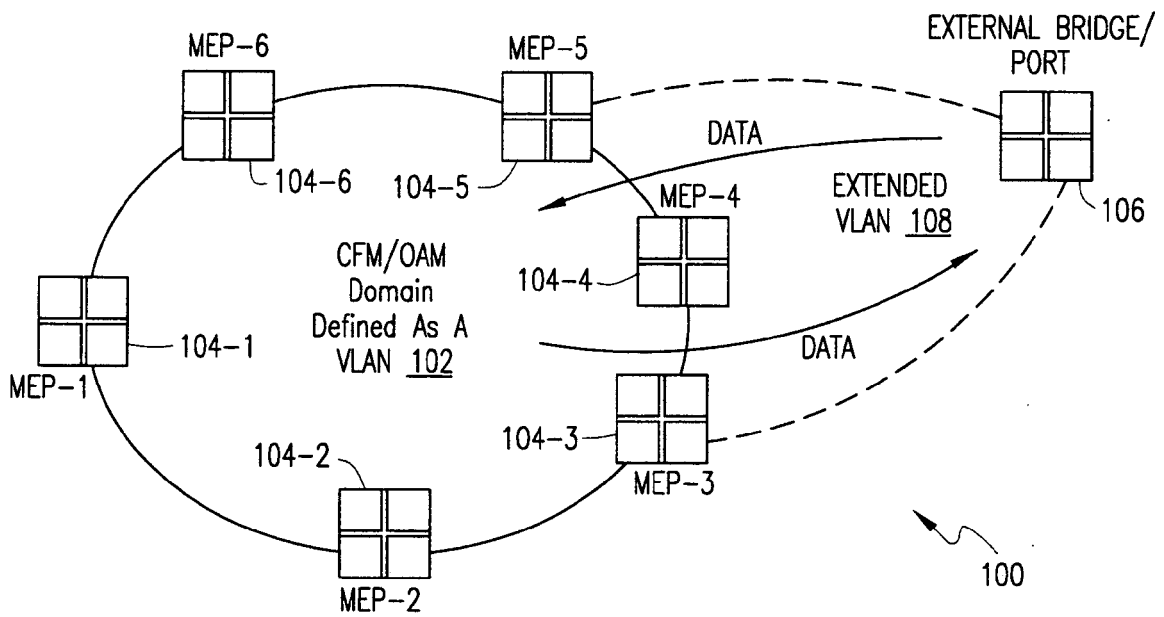 EXTERNAL BRIDGE/
PORT
MEP-6
MEP-5
DATA
104-6
104-5
MEP-4
EXTENDED
VLAN 108
106
CFM/OAM
Domain
Defined As A
VLAN 102
104-4
104-1
DATA
MEP-1
104-3
104-2
MEP-3
100
MEP-2